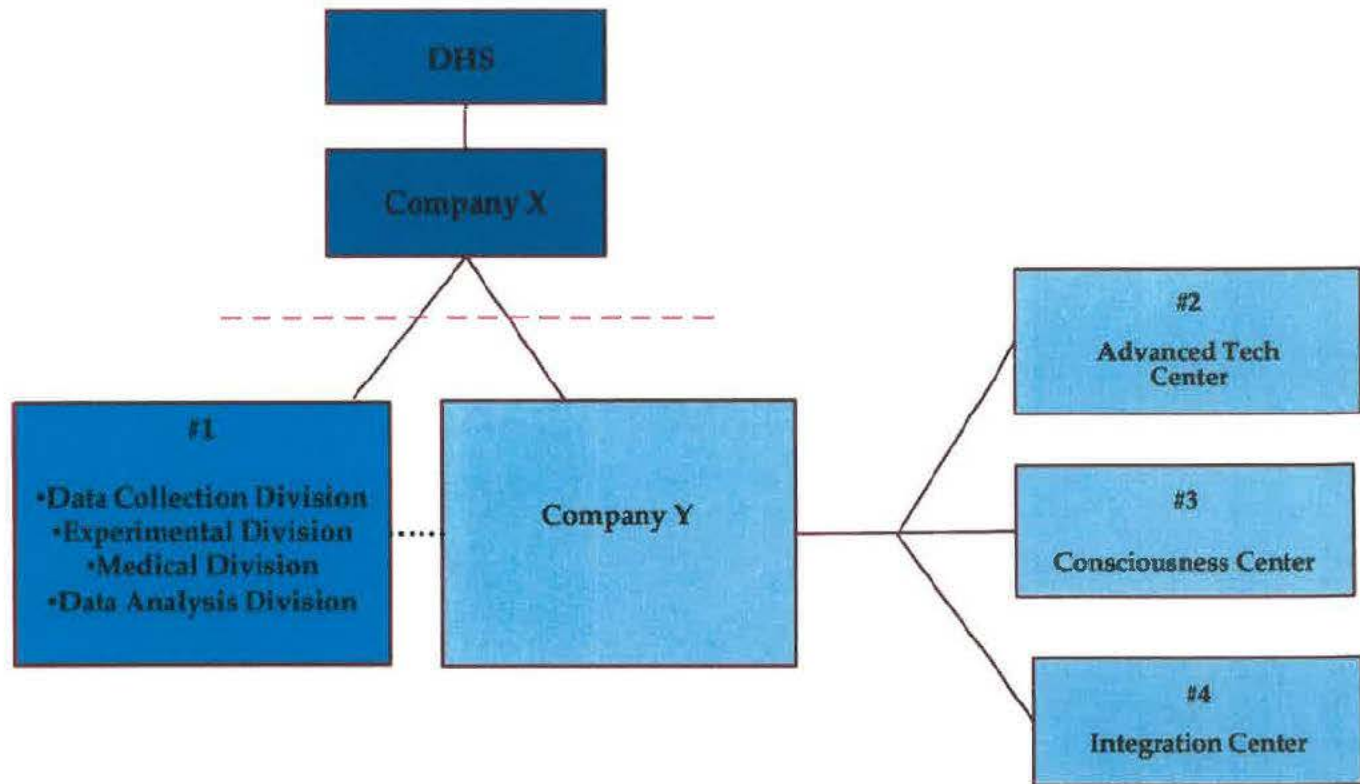 DHS
Company X
#1
•Data Collection Division
•Experimental Division
•Medical Division
•Data Analysis Division
Company Y
#2
Advanced Tech
Center
#3
Consciousness Center
#4
Integration Center